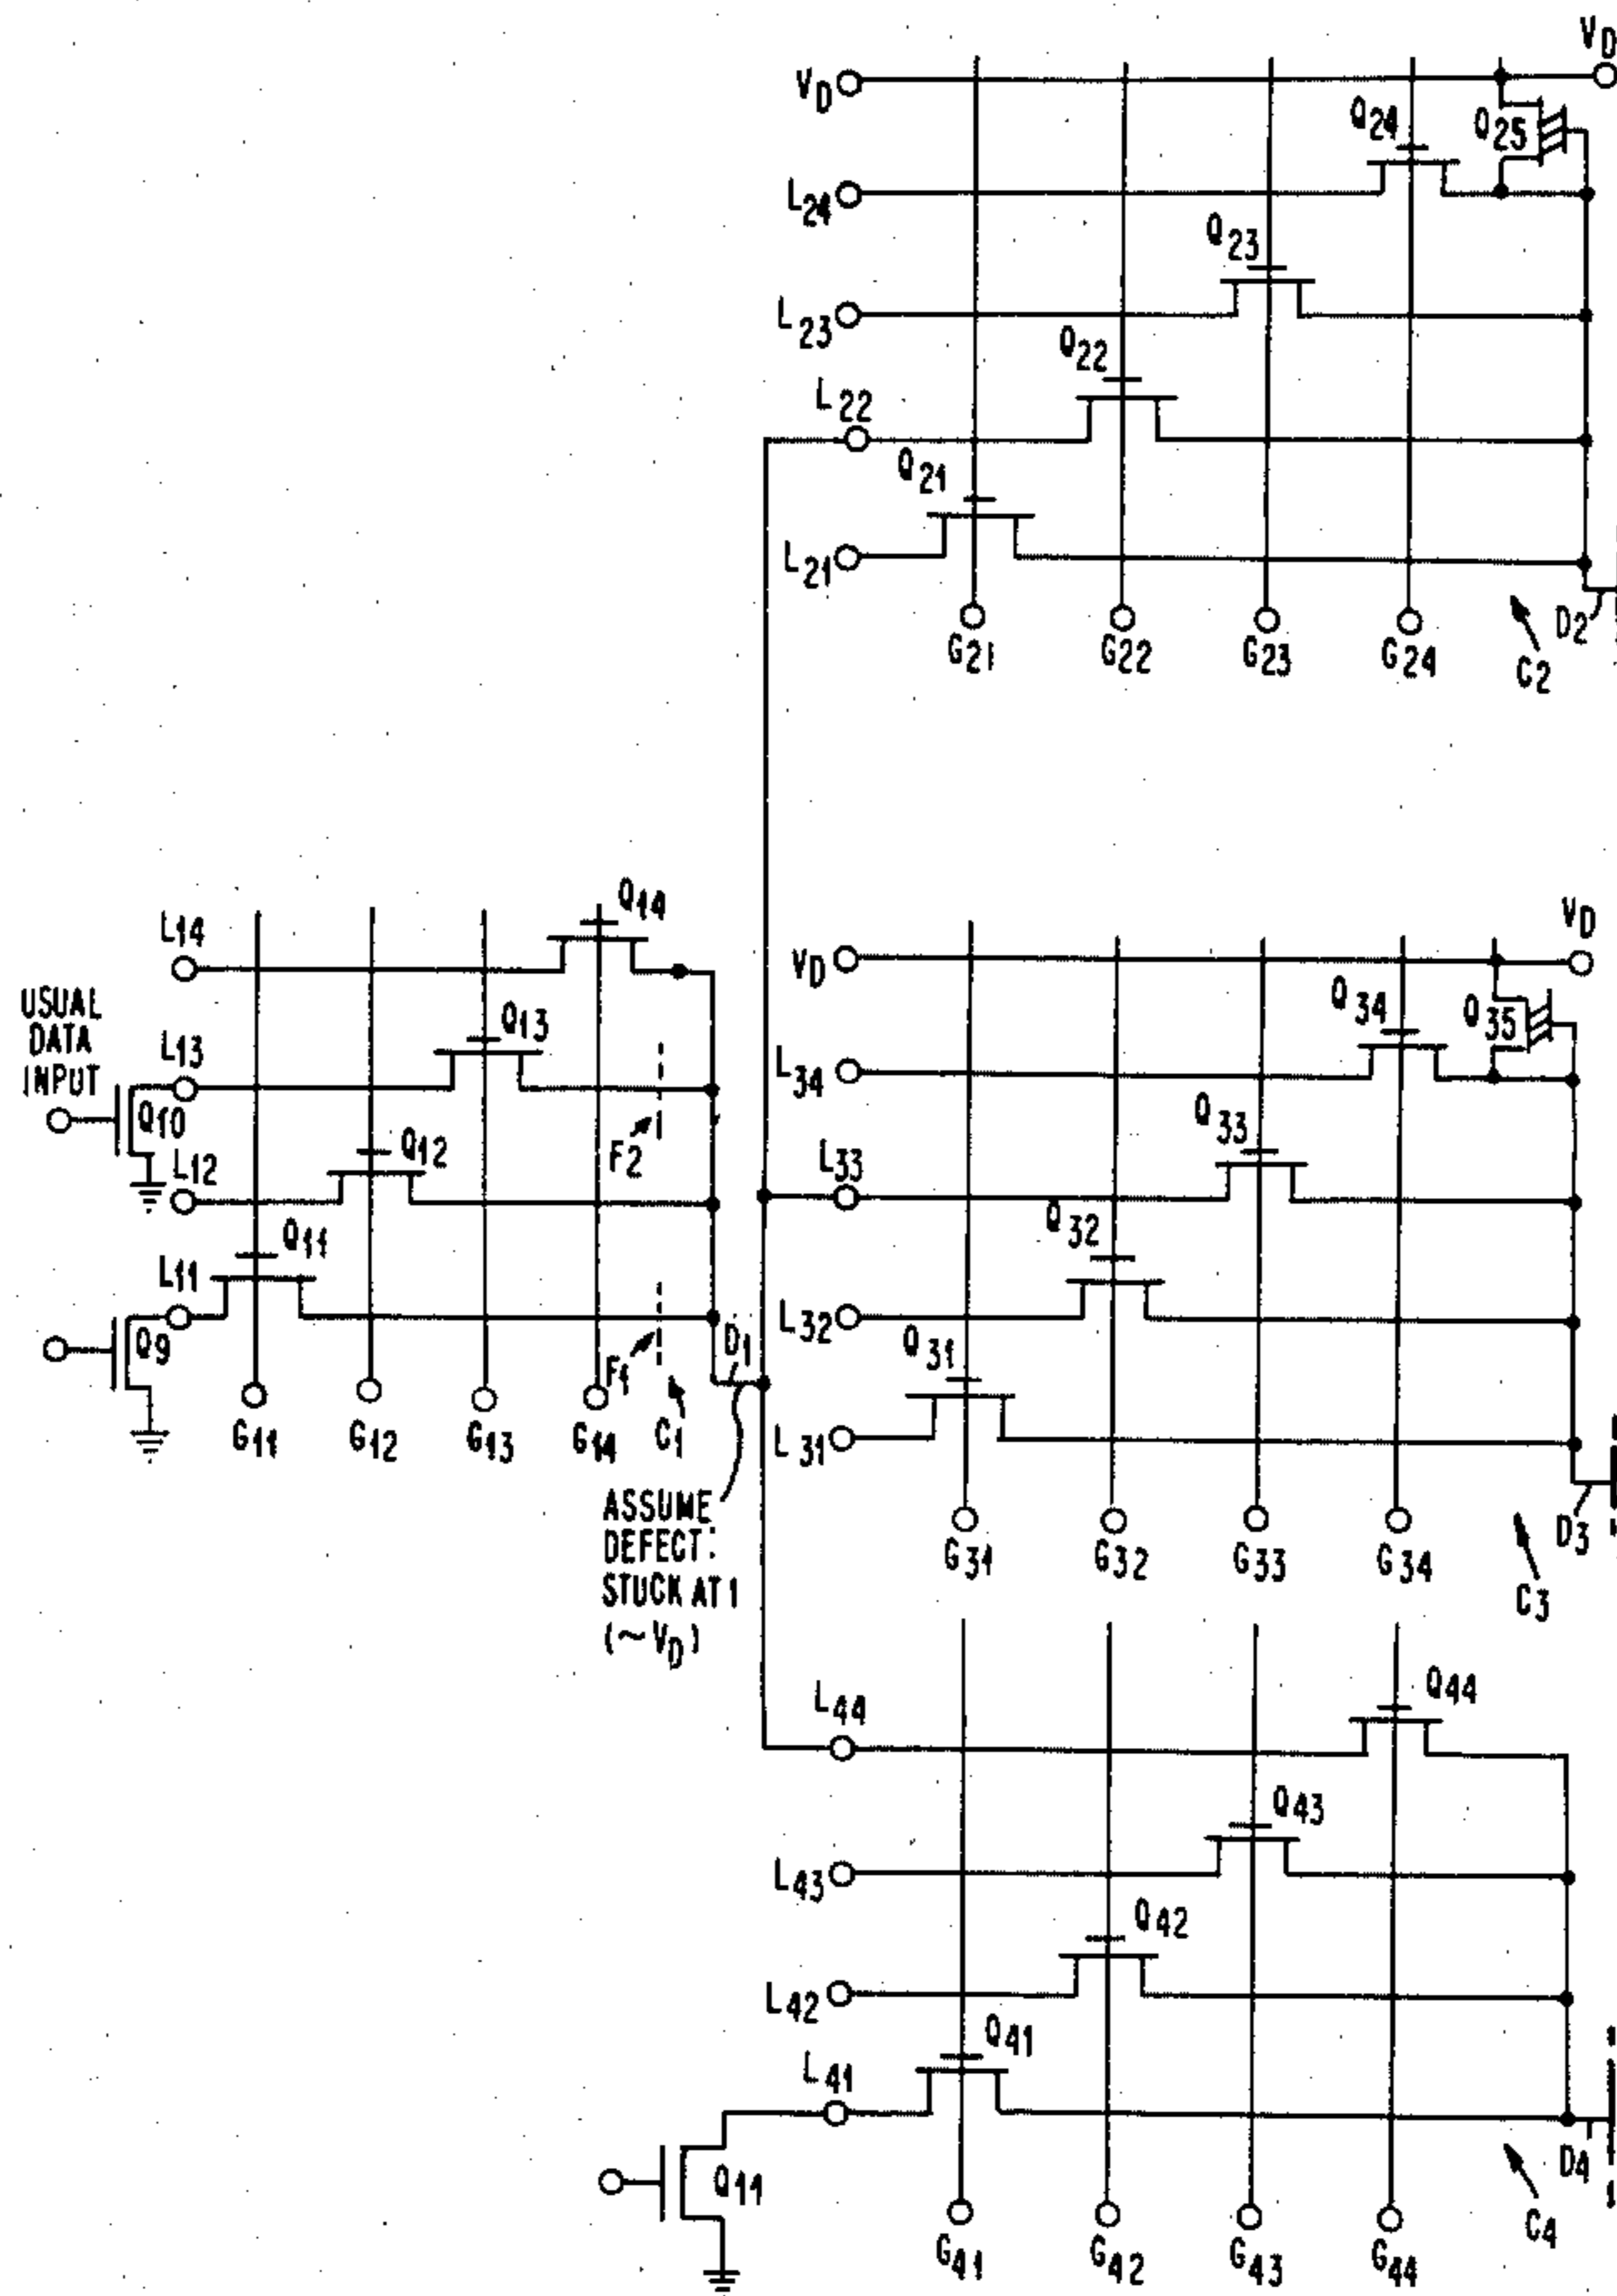 VD
VD
Q24
Q25
L24
Q23
L23
Q22
L22
Q21
L21
G21
G22
G23
G24
D2
C2
Q14
L14
USUAL
DATA
INPUT
L13
Q13
Q10
F2
L12
Q12
Q11
L11
Q9
F1
D1
G11
G12
G13
G14
C1
ASSUME
DEFECT:
STUCK AT 1
(~VD)
VD
VD
Q34
Q35
L34
Q33
L33
Q32
L32
Q31
L31
G31
G32
G33
G34
D3
C3
L44
Q44
Q43
L43
Q42
L42
Q41
L41
D4
Q11
C4
G41
G42
G43
G44